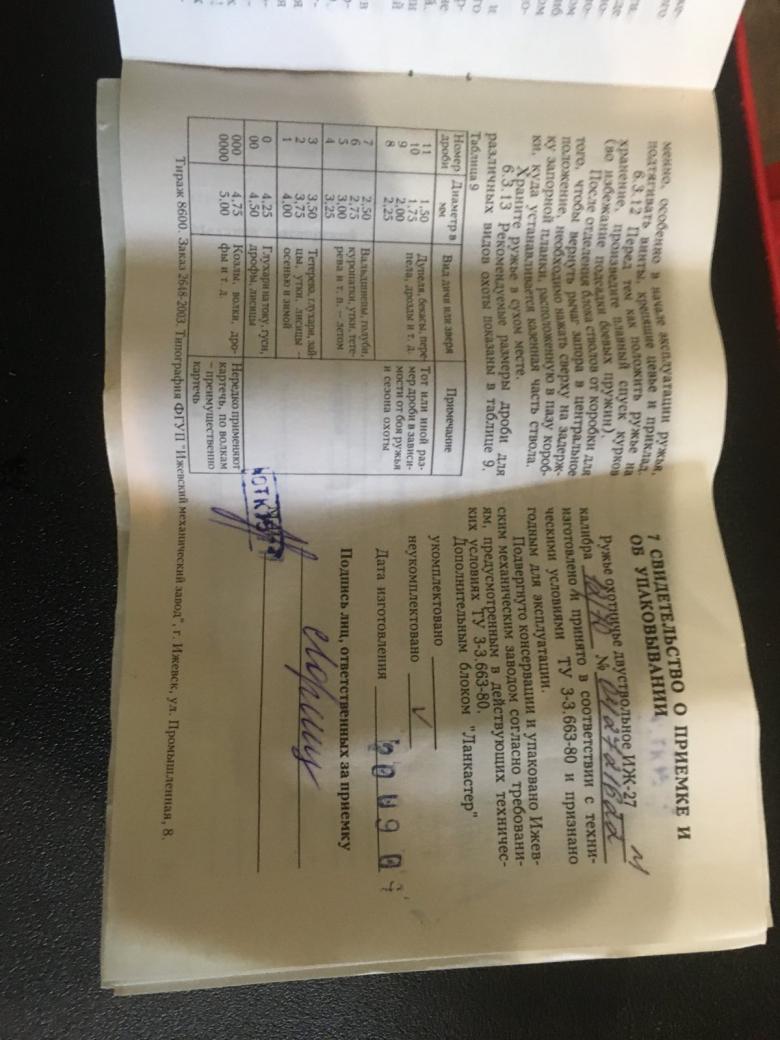 менно, особенно в начале эксплуатации ружья,
подтягивать винты, крепящие цевье и приклад.
6.3.12 Перед тем как положить ружье на
хранение, произведите плавный спуск курков
(во избежание подсадки боевых пружин).
После отделения блока стволов от коробки для
того, чтобы вернуть рычаг запора в центральное
положение, необходимо нажать сверху на задерж-
ку запорной планки, расположенную в пазу короб-
ки, куда устанавливается казенная часть ствола.
Храните ружье в сухом месте.
6.3.13 Рекомендуемые размеры дроби для
различных видов охоты показаны в таблице 9.
Таблица 9
Номер дроби Диаметр в мм Вид дичи или зверя Примечание
11 1,50 Дупеля, бекасы, пере- Тот или иной раз-
10 1,75 пела, дрозды и т. д. мер дроби в зависи-
9 2,00 мости от боя ружья
8 2,25 и сезона охоты
7 2,50 Вальдшнепы, голуби,
6 2,75 куропатки, утки, тете-
5 3,00 рева и т. п. – летом
4 3,25
3 3,50 Тетерева, глухари, зай-
2 3,75 цы, утки, лисицы –
1 4,00 осенью и зимой
0 4,25 Глухари на току, гуси,
00 4,50 дрофы, лисицы
000 4,75 Козлы, волки, дро- Нередко применяют
0000 5,00 фы и т. д. картечь, по волкам
– преимущественно
картечь
7 СВИДЕТЕЛЬСТВО О ПРИЕМКЕ И
ОБ УПАКОВЫВАНИИ
Ружье охотничье двуствольное ИЖ-27 м
калибра 12/70 №
изготовлено и принято в соответствии с техни-
ческими условиями ТУ 3-3.663-80 и признано
годным для эксплуатации.
Подвергнуто консервации и упаковано Ижев-
ским механическим заводом согласно требовани-
ям, предусмотренным в действующих техничес-
ких условиях ТУ 3-3.663-80.
Дополнительным блоком "Ланкастер"
укомплектовано
неукомплектовано V
Дата изготовления
Подпись лиц, ответственных за приемку
ОТК
Тираж 8600. Заказ 2648-2003. Типография ФГУП "Ижевский механический завод", г. Ижевск, ул. Промышленная, 8.